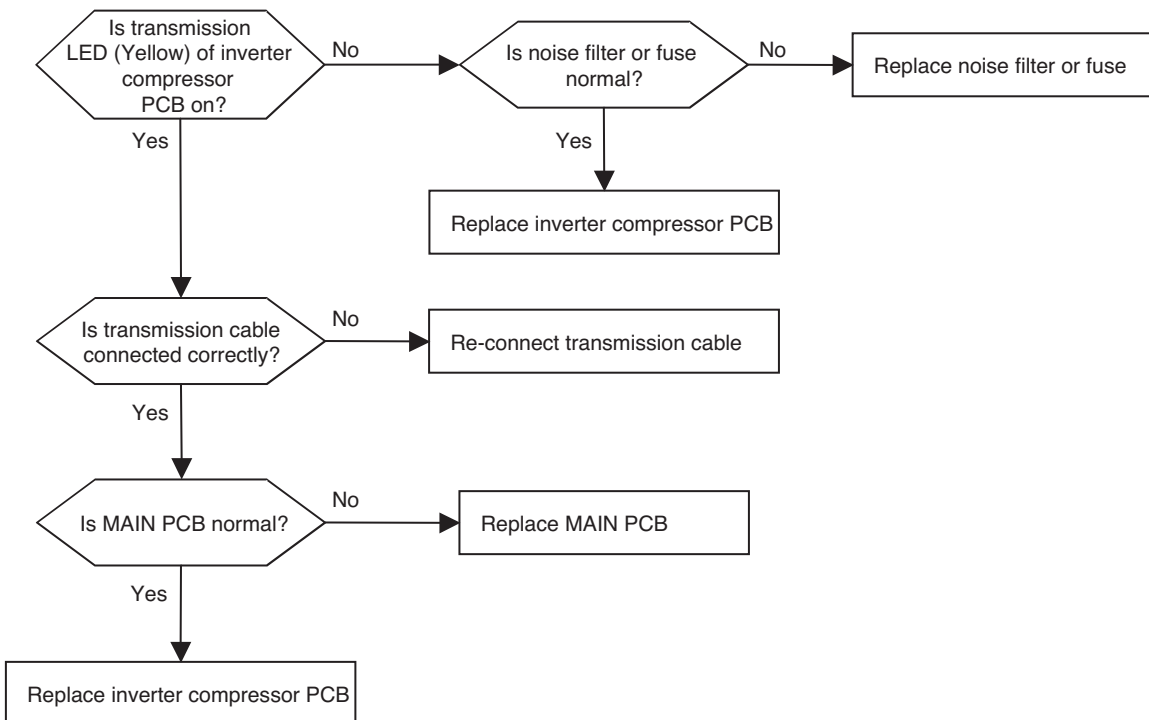 Is transmission
LED (Yellow) of inverter
compressor
PCB on?
No
Is noise filter or fuse
normal?
No
Replace noise filter or fuse
Yes
Yes
Replace inverter compressor PCB
Is transmission cable
connected correctly?
No
Re-connect transmission cable
Yes
Is MAIN PCB normal?
No
Replace MAIN PCB
Yes
Replace inverter compressor PCB